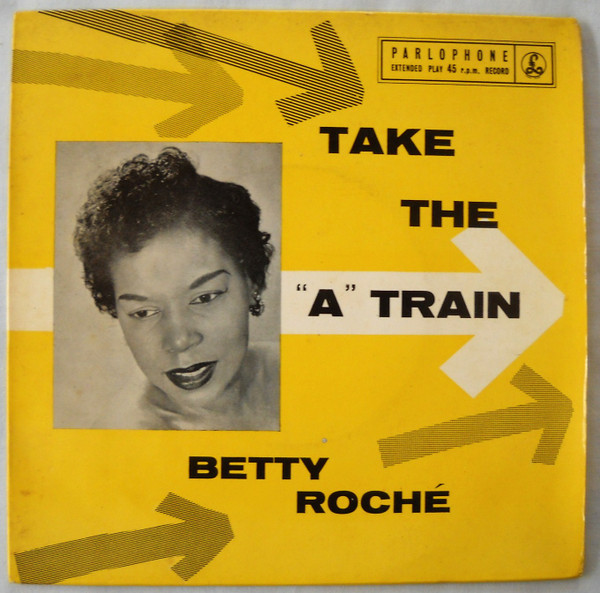 PARLOPHONE
EXTENDED PLAY 45 r.p.m. RECORD
TAKE
THE
“A” TRAIN
BETTY
ROCHÉ